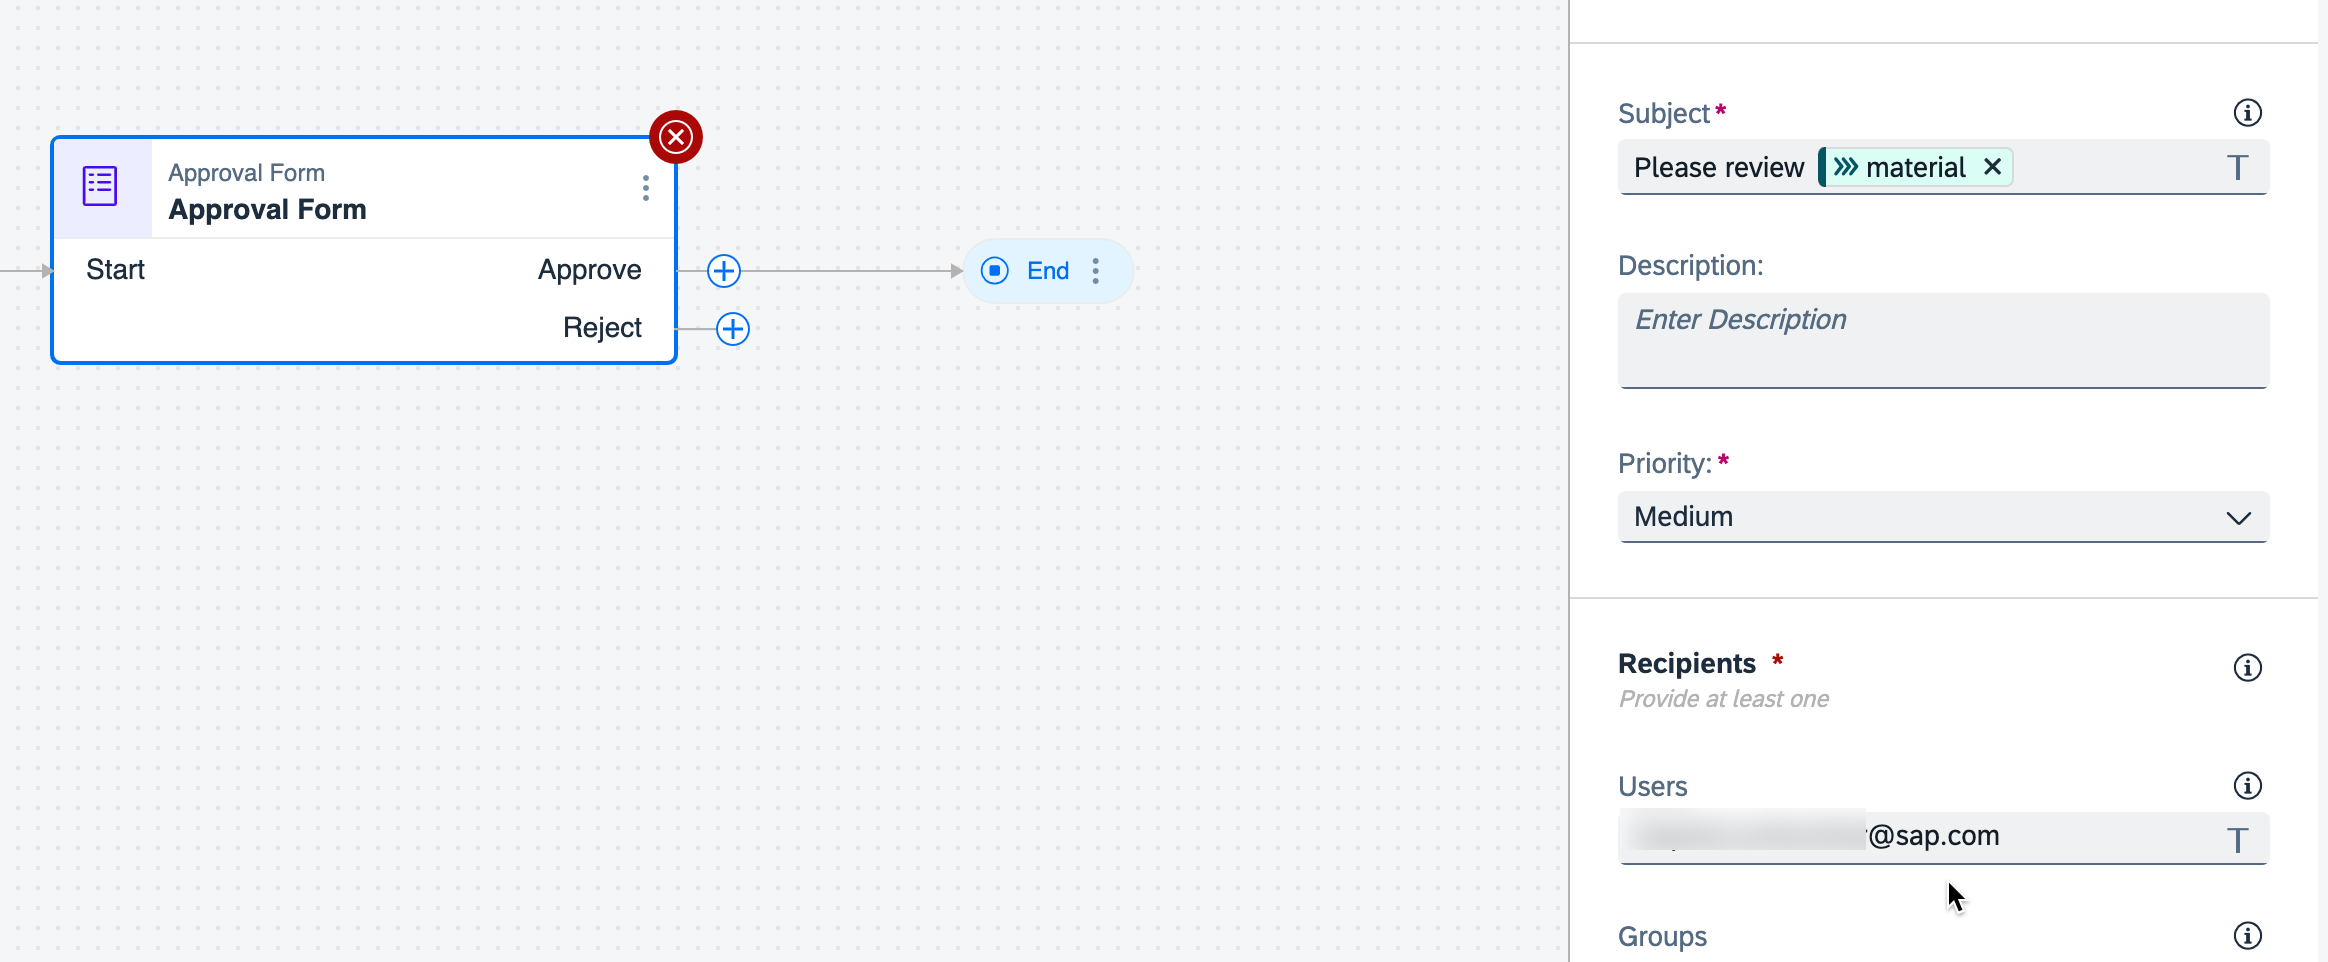 Approval Form
Approval Form
Start
Approve
Reject
End
Subject*
Please review material
T
Description:
Enter Description
Priority:*
Medium
Recipients *
Provide at least one
Users
@sap.com
T
Groups